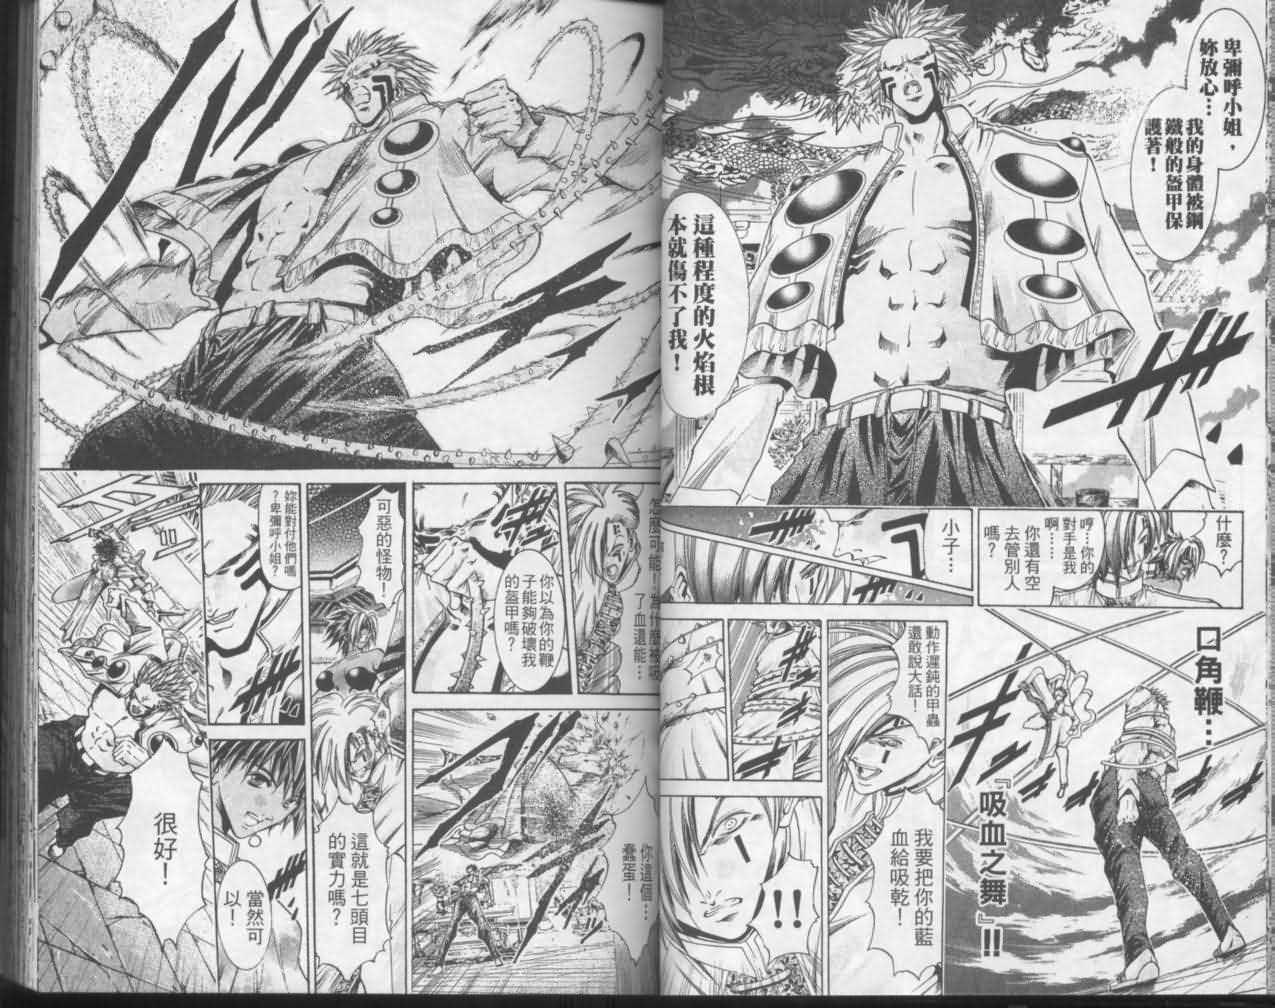 卑彌呼小姐，
妳放心…
我的身體被鋼
鐵般的盔甲保
護著！
這種程度的火焰根
本就傷不了我！
什麼？
哼…你的
對手是我
啊……
你還有空
去管別人
嗎？
小子…
口角鞭…
『吸血之舞』!!
動作遲鈍的甲蟲
還敢說大話！
我要把你的藍
血給吸乾！
!!
怎麼可能！為什麼被吸
了血還能…
你以為你的鞭
子能夠破壞我
的盔甲嗎？
你這個…
蠢蛋！
可惡的怪物！
這就是七頭目
的實力嗎？
妳能對付他們嗎
？卑彌呼小姐？
當然可
以！
很好！